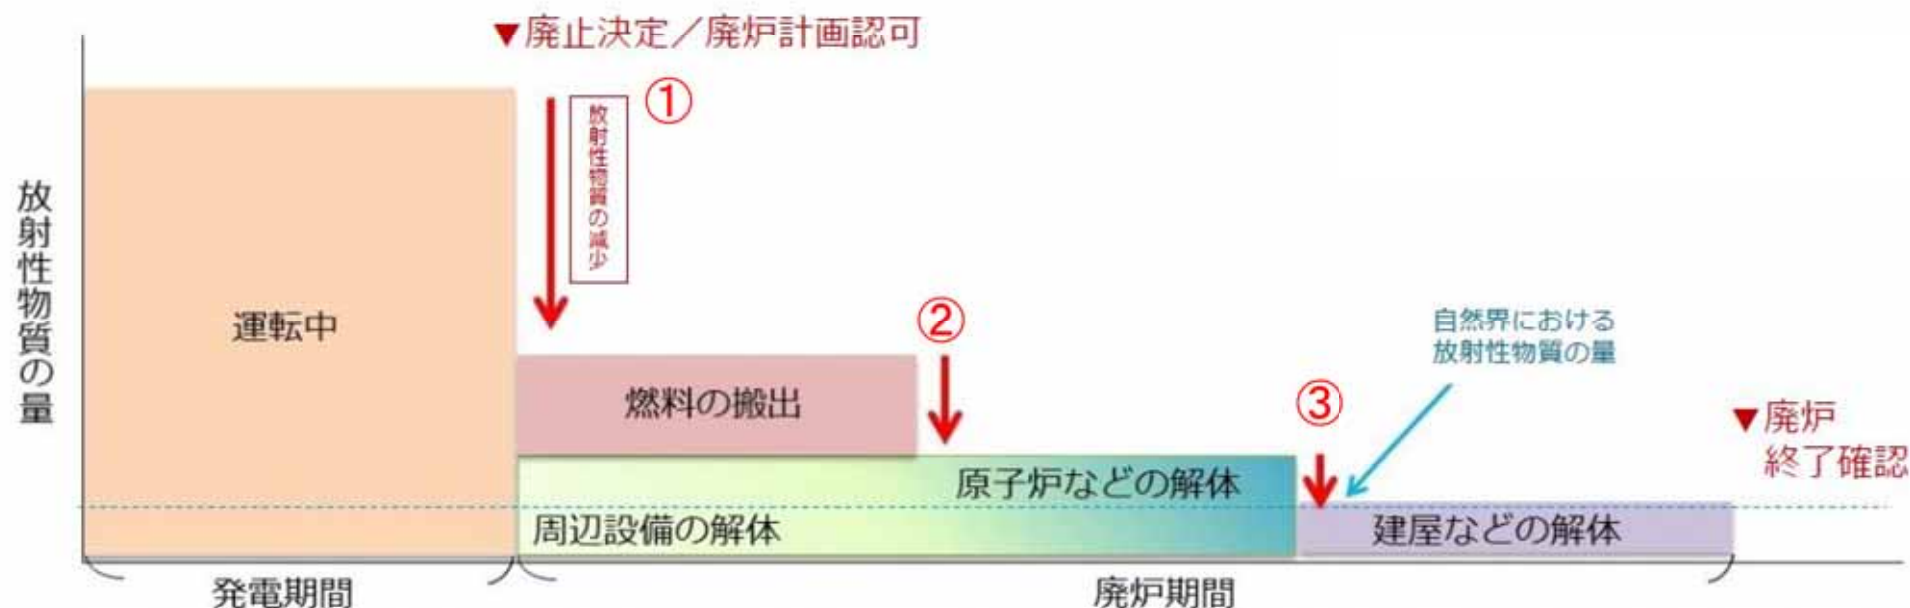 ▼廃止決定／廃炉計画認可
①
放射性物質の減少
放射性物質の量
運転中
②
燃料の搬出
自然界における
放射性物質の量
③
▼廃炉
終了確認
原子炉などの解体
周辺設備の解体
建屋などの解体
発電期間
廃炉期間